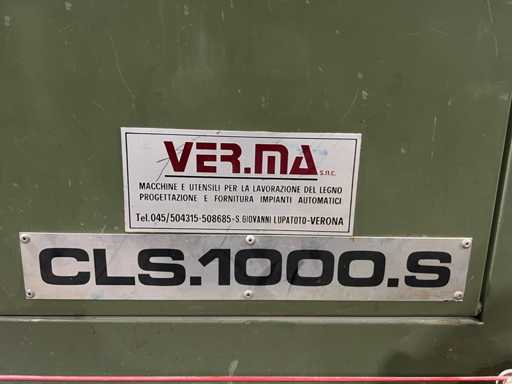 VER.MA s.n.c.
MACCHINE E UTENSILI PER LA LAVORAZIONE DEL LEGNO
PROGETTAZIONE E FORNITURA IMPIANTI AUTOMATICI
Tel. 045/504315-508685-S. GIOVANNI LUPATOTO-VERONA
CLS.1000.S